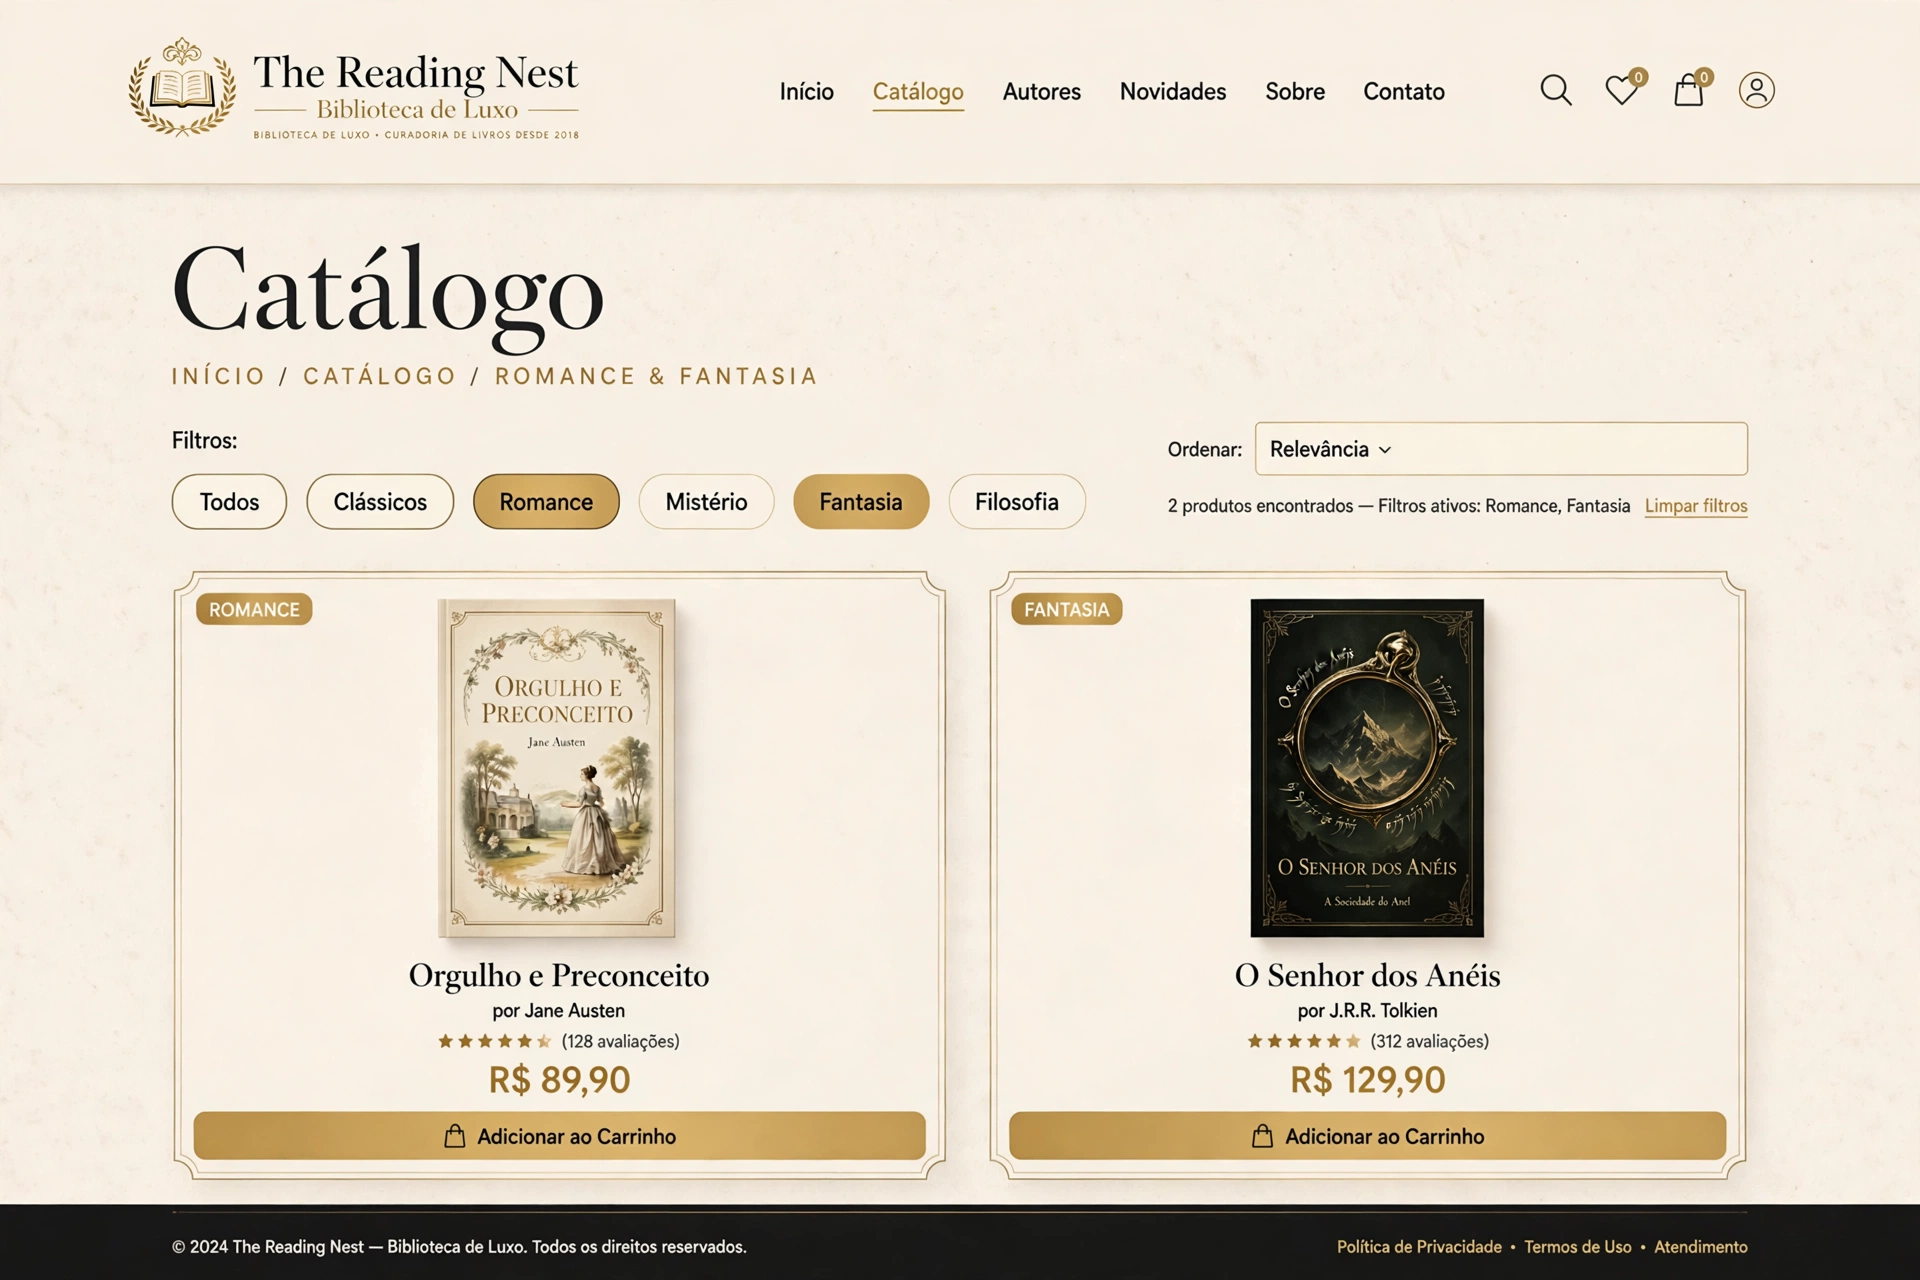 The Reading Nest
Biblioteca de Luxo
BIBLIOTECA DE LUXO • CURADORIA DE LIVROS DESDE 2018
Início Catálogo Autores Novidades Sobre Contato
0 0
Catálogo
INÍCIO / CATÁLOGO / ROMANCE & FANTASIA
Filtros:
Todos Clássicos Romance Mistério Fantasia Filosofia
Ordenar: Relevância
2 produtos encontrados — Filtros ativos: Romance, Fantasia Limpar filtros
ROMANCE
ORGULHO E
PRECONCEITO
Jane Austen
Orgulho e Preconceito
por Jane Austen
(128 avaliações)
R$ 89,90
Adicionar ao Carrinho
FANTASIA
O Senhor dos Anéis
O SENHOR DOS ANÉIS
A Sociedade do Anel
O Senhor dos Anéis
por J.R.R. Tolkien
(312 avaliações)
R$ 129,90
Adicionar ao Carrinho
© 2024 The Reading Nest — Biblioteca de Luxo. Todos os direitos reservados.
Política de Privacidade • Termos de Uso • Atendimento